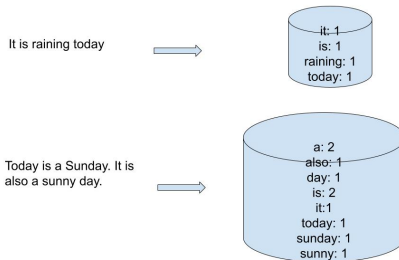 It is raining today
it: 1
is: 1
raining: 1
today: 1
Today is a Sunday. It is
also a sunny day.
a: 2
also: 1
day: 1
is: 2
it:1
today: 1
sunday: 1
sunny: 1